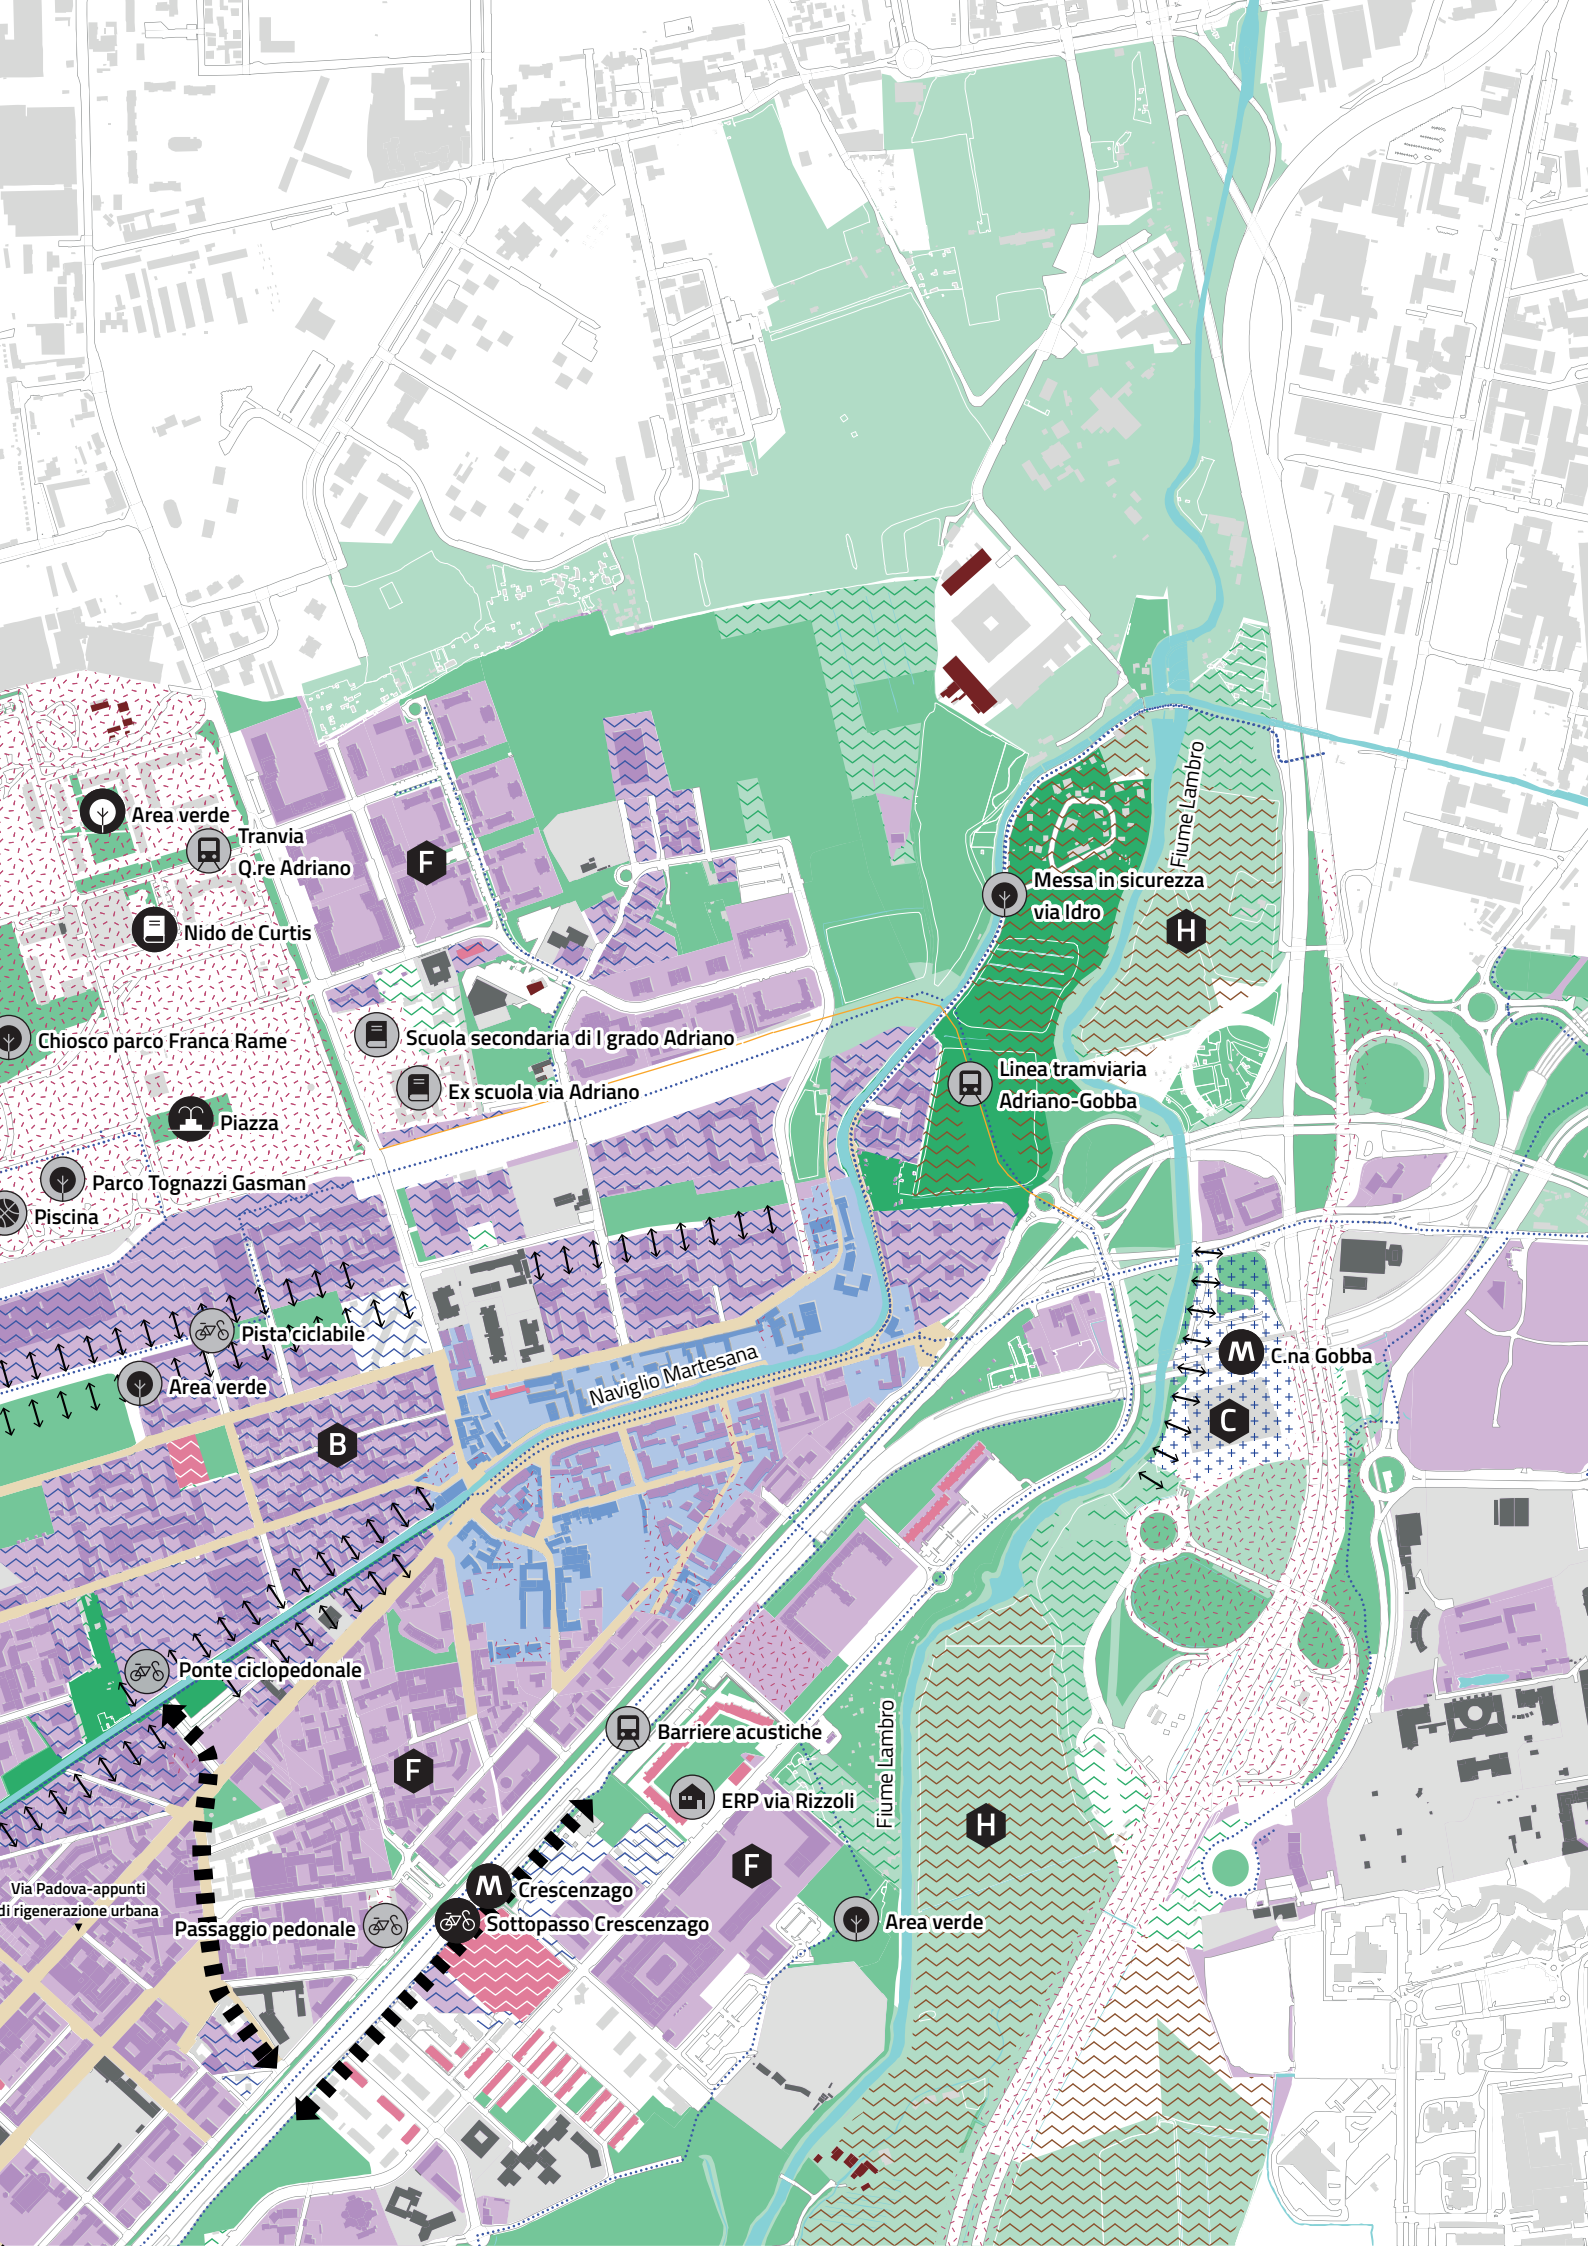 Area verde
Tranvia
Q.re Adriano
F
Nido de Curtis
Fiume Lambro
Messa in sicurezza
via Idro
H
Chiosco parco Franca Rame
Scuola secondaria di I grado Adriano
Ex scuola via Adriano
Linea tramviaria
Adriano-Gobba
Piazza
Parco Tognazzi Gasman
Piscina
Pista ciclabile
Area verde
Naviglio Martesana
M
C.na Gobba
C
B
Ponte ciclopedonale
Barriere acustiche
F
ERP via Rizzoli
Fiume Lambro
H
F
Via Padova-appunti
di rigenerazione urbana
M
Crescenzago
Passaggio pedonale
Sottopasso Crescenzago
Area verde